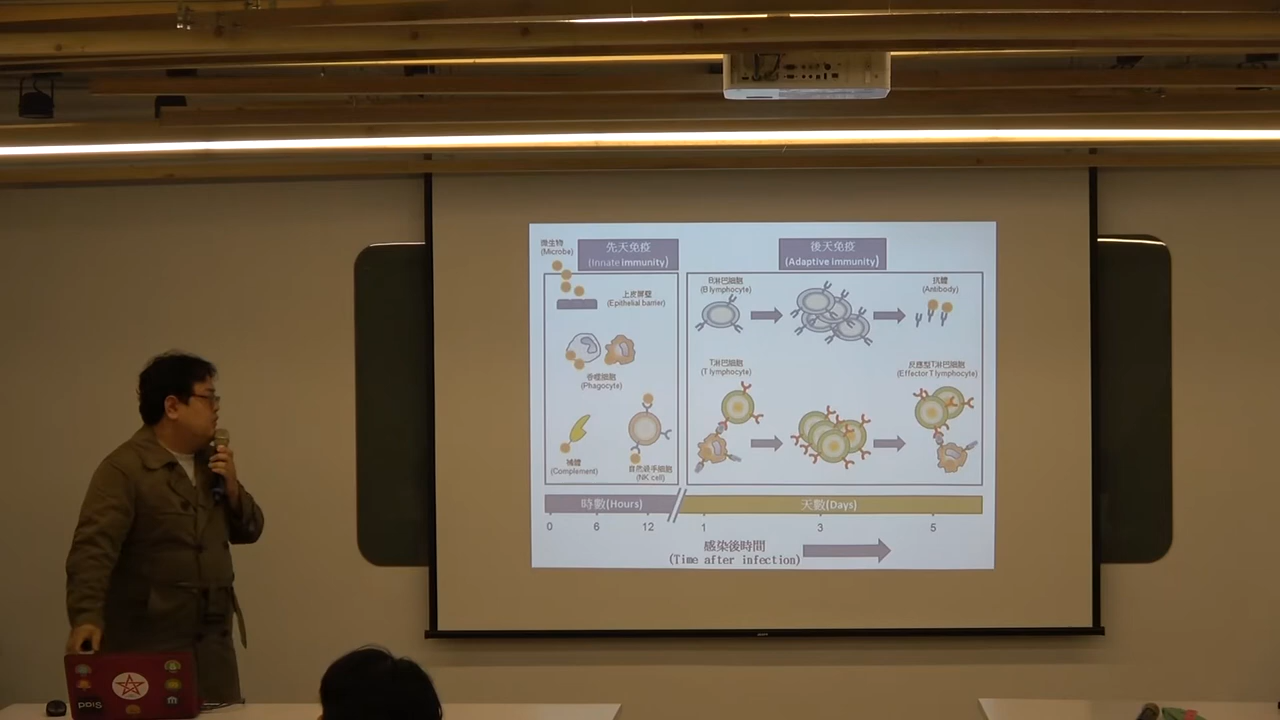 微生物
(Microbe)
先天免疫
(Innate immunity)
後天免疫
(Adaptive immunity)
上皮屏壁
(Epithelial barrier)
吞噬細胞
(Phagocyte)
補體
(Complement)
自然殺手細胞
(NK cell)
B淋巴細胞
(B lymphocyte)
抗體
(Antibody)
T淋巴細胞
(T lymphocyte)
反應型T淋巴細胞
(Effector T lymphocyte)
時數(Hours)
天數(Days)
0 6 12 1 3 5
感染後時間
(Time after infection)
PDIS